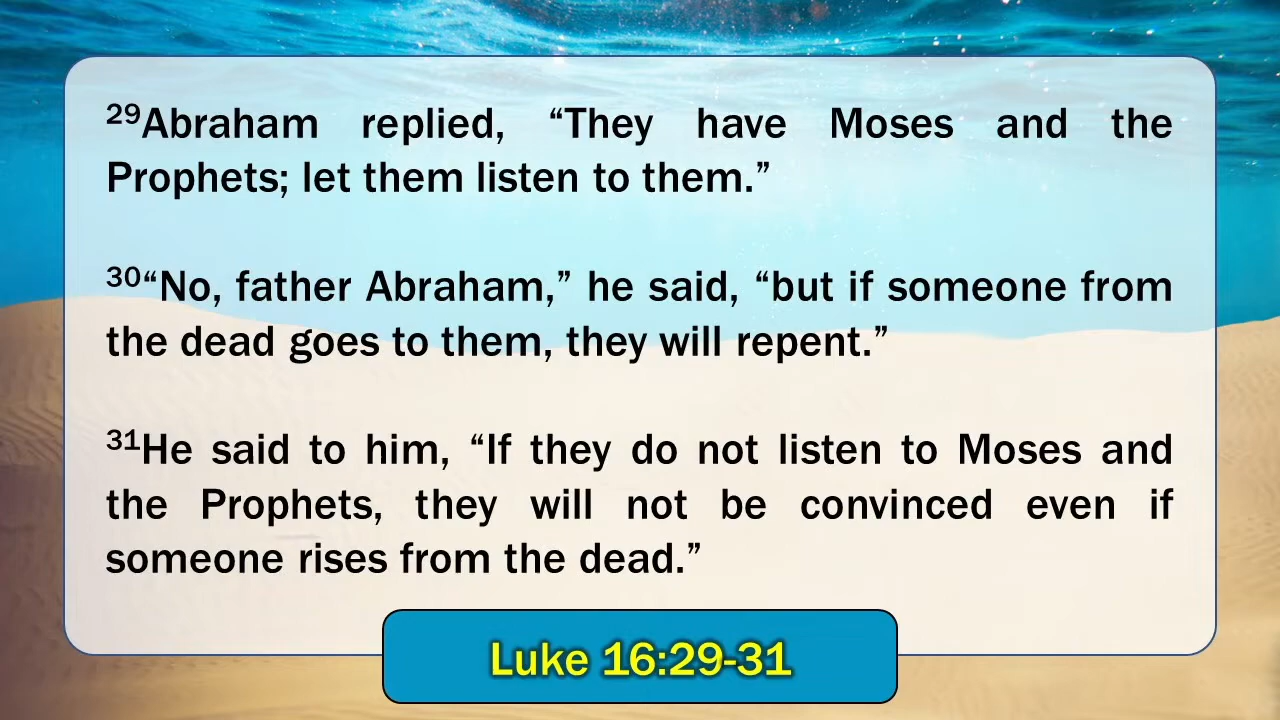 ²⁹Abraham replied, “They have Moses and the
Prophets; let them listen to them.”
³⁰“No, father Abraham,” he said, “but if someone from
the dead goes to them, they will repent.”
³¹He said to him, “If they do not listen to Moses and
the Prophets, they will not be convinced even if
someone rises from the dead.”
Luke 16:29-31